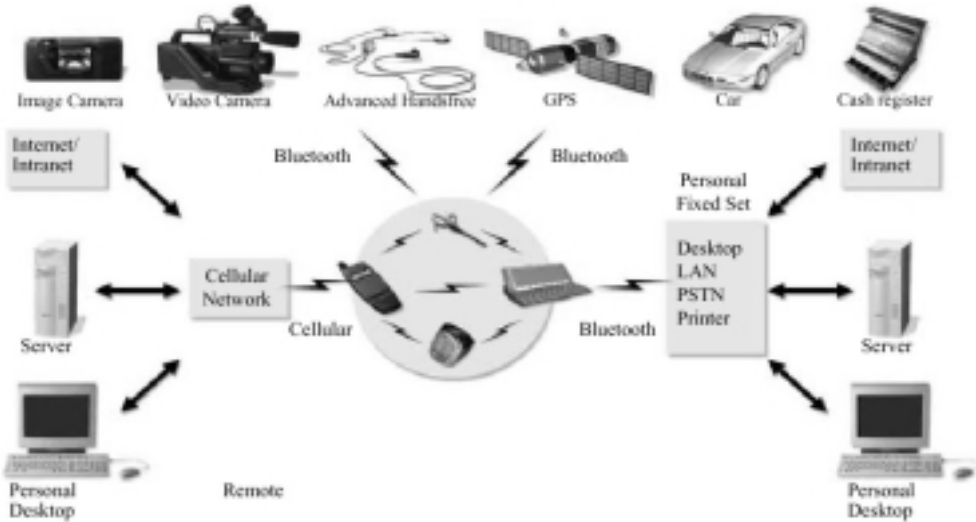 Image Camera
Video Camera
Advanced Handsfree
GPS
Car
Cash register
Internet/
Intranet
Bluetooth
Bluetooth
Internet/
Intranet
Personal
Fixed Set
Cellular
Network
Desktop
LAN
PSTN
Printer
Server
Cellular
Bluetooth
Server
Personal
Desktop
Remote
Personal
Desktop